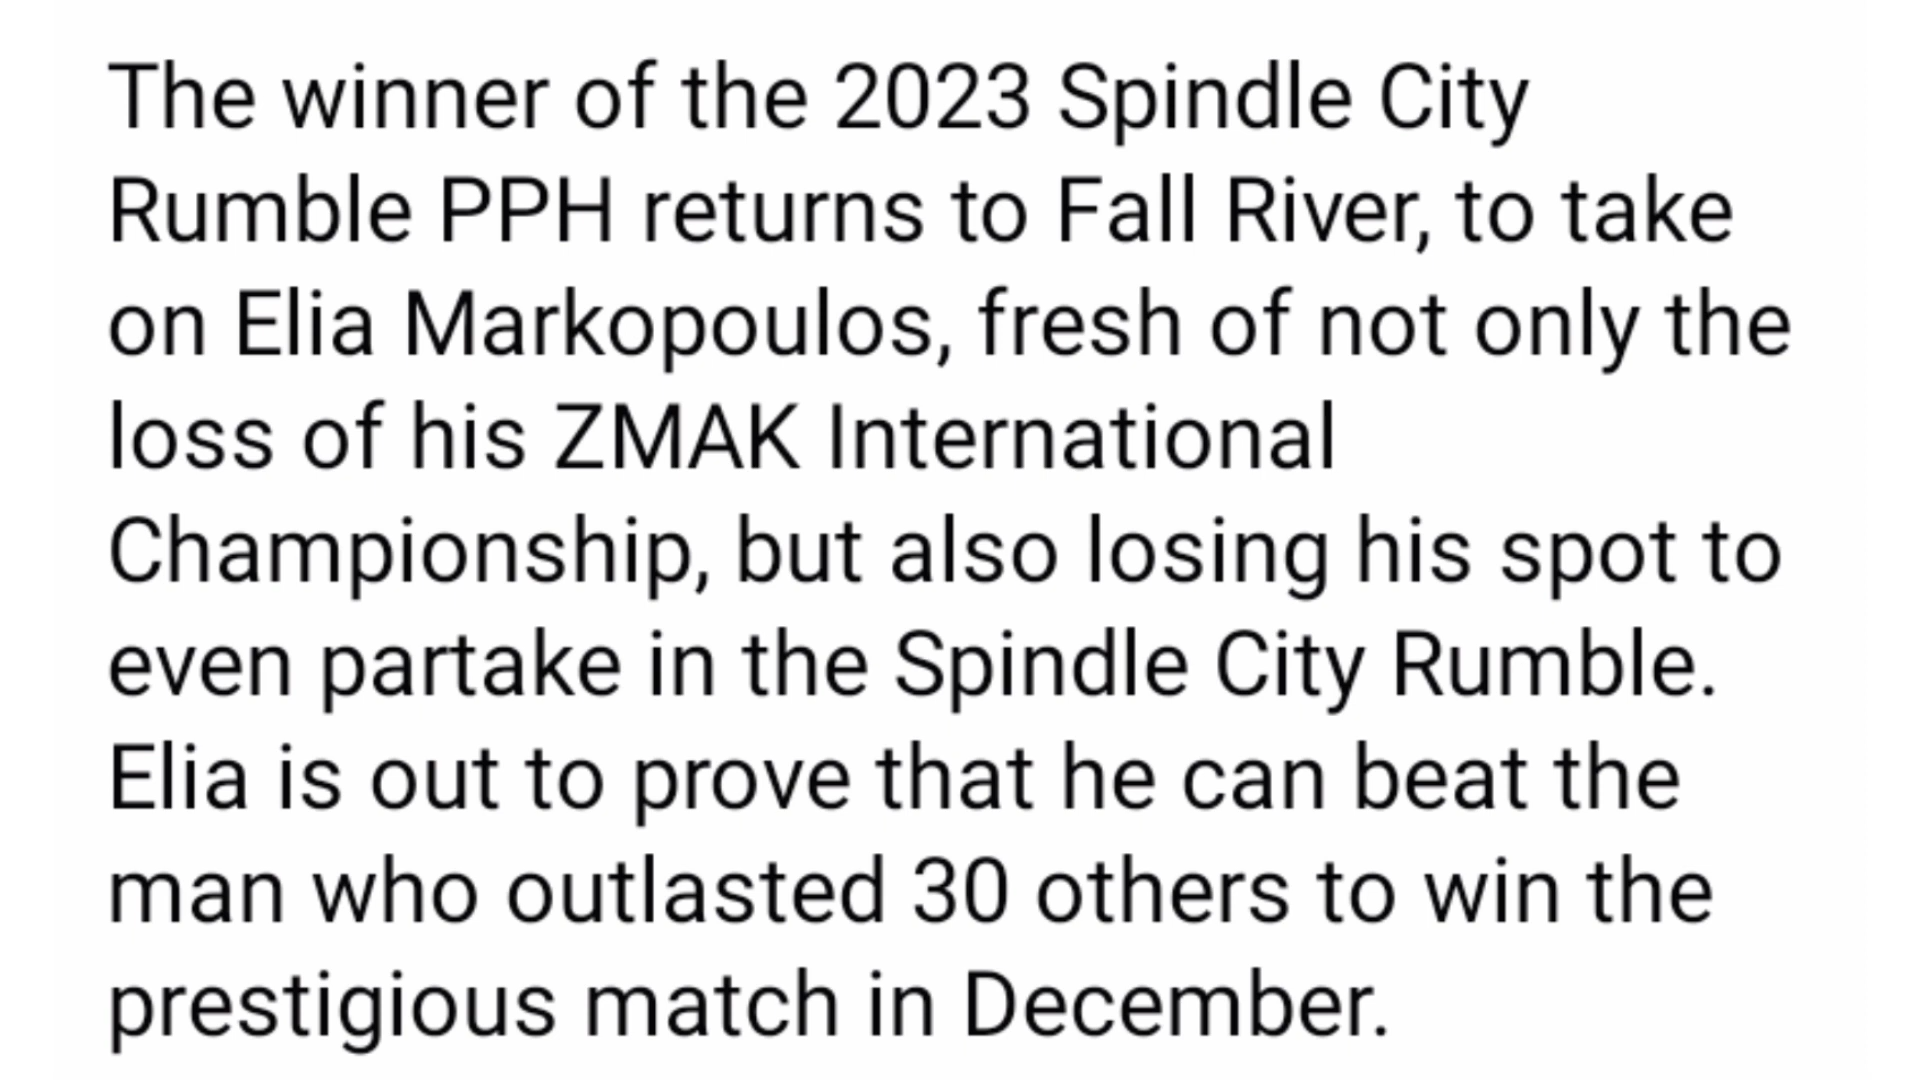 The winner of the 2023 Spindle City
Rumble PPH returns to Fall River, to take
on Elia Markopoulos, fresh of not only the
loss of his ZMAK International
Championship, but also losing his spot to
even partake in the Spindle City Rumble.
Elia is out to prove that he can beat the
man who outlasted 30 others to win the
prestigious match in December.